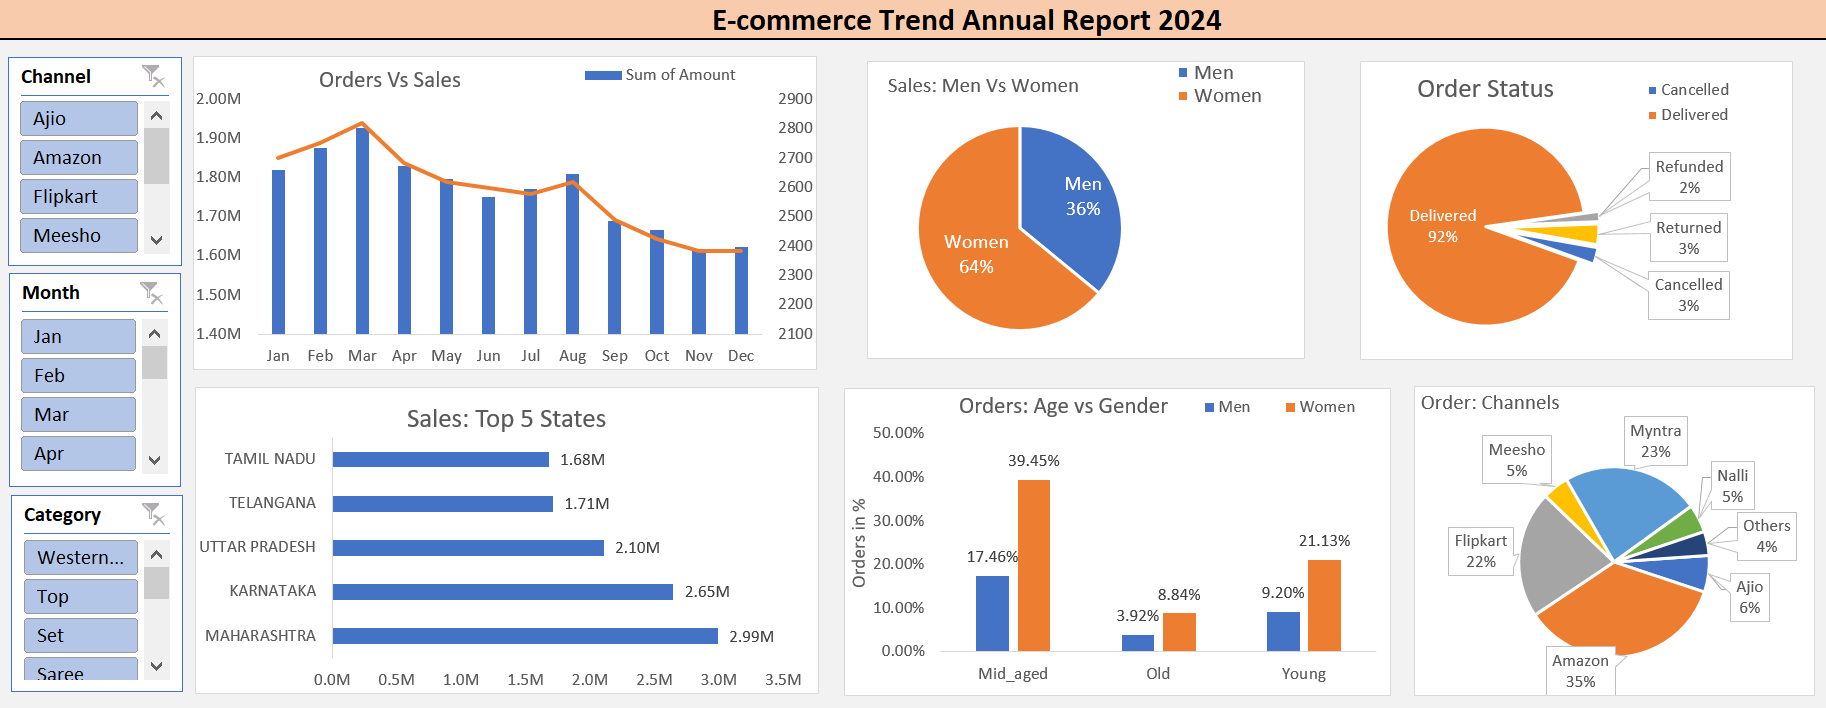 E-commerce Trend Annual Report 2024
Channel
Ajio
Amazon
Flipkart
Meesho
Month
Jan
Feb
Mar
Apr
Category
Western...
Top
Set
Saree
Orders Vs Sales
Sum of Amount
2.00M
1.90M
1.80M
1.70M
1.60M
1.50M
1.40M
2900
2800
2700
2600
2500
2400
2300
2200
2100
Jan Feb Mar Apr May Jun Jul Aug Sep Oct Nov Dec
Sales: Men Vs Women
Men
Women
Men
36%
Women
64%
Order Status
Cancelled
Delivered
Delivered
92%
Refunded
2%
Returned
3%
Cancelled
3%
Sales: Top 5 States
TAMIL NADU 1.68M
TELANGANA 1.71M
UTTAR PRADESH 2.10M
KARNATAKA 2.65M
MAHARASHTRA 2.99M
0.0M 0.5M 1.0M 1.5M 2.0M 2.5M 3.0M 3.5M
Orders: Age vs Gender
Men Women
Orders in %
50.00%
40.00%
30.00%
20.00%
10.00%
0.00%
17.46% 39.45%
3.92% 8.84%
9.20% 21.13%
Mid_aged Old Young
Order: Channels
Myntra
23%
Meesho
5%
Nalli
5%
Others
4%
Flipkart
22%
Ajio
6%
Amazon
35%